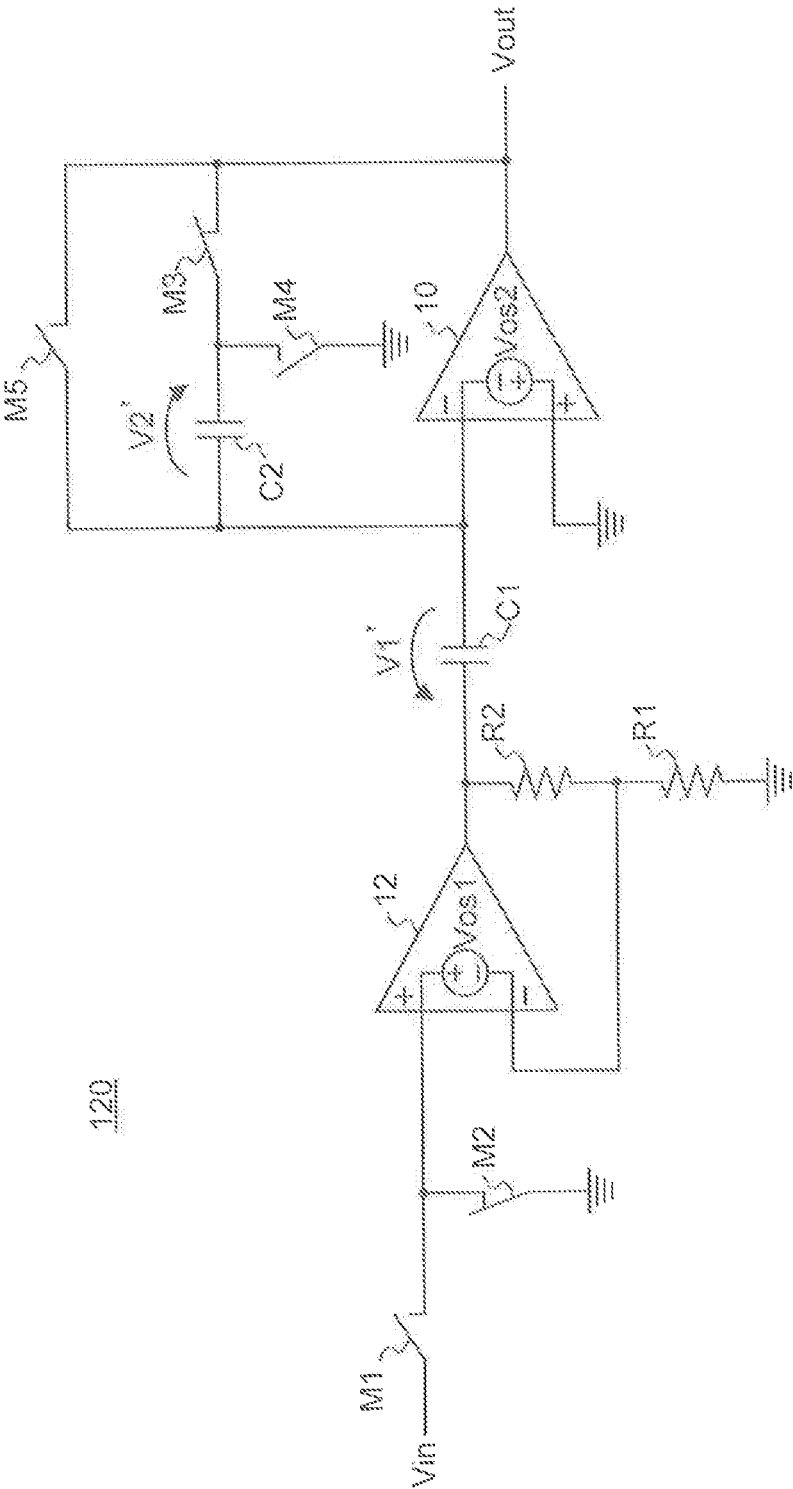 120
Vin
M1
M2
12
+
+
Vos1
−
−
R2
R1
V1*
C1
M5
V2*
C2
M3
M4
10
−
−
Vos2
+
+
Vout